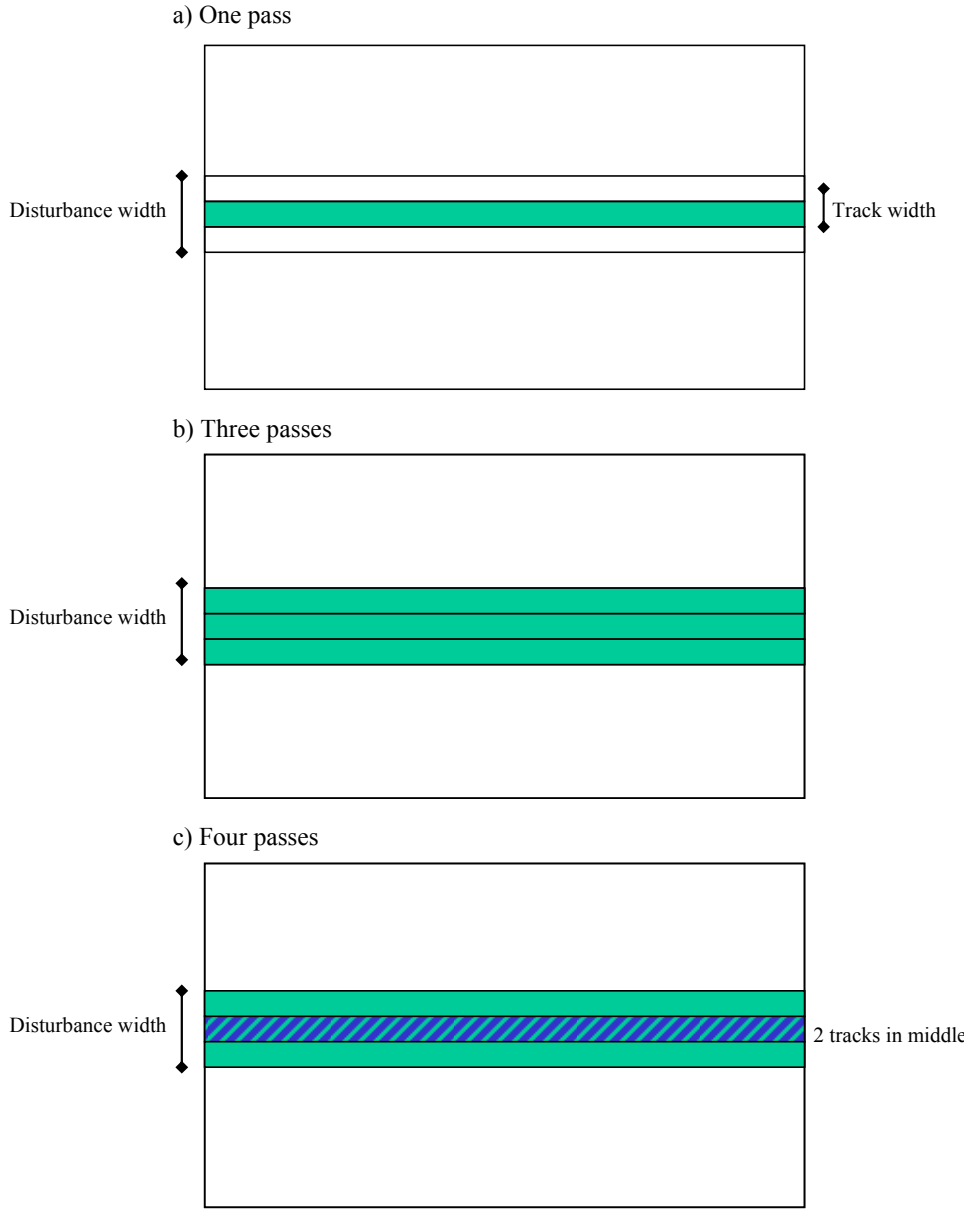 a) One pass
Disturbance width
Track width
b) Three passes
Disturbance width
c) Four passes
Disturbance width
2 tracks in middle